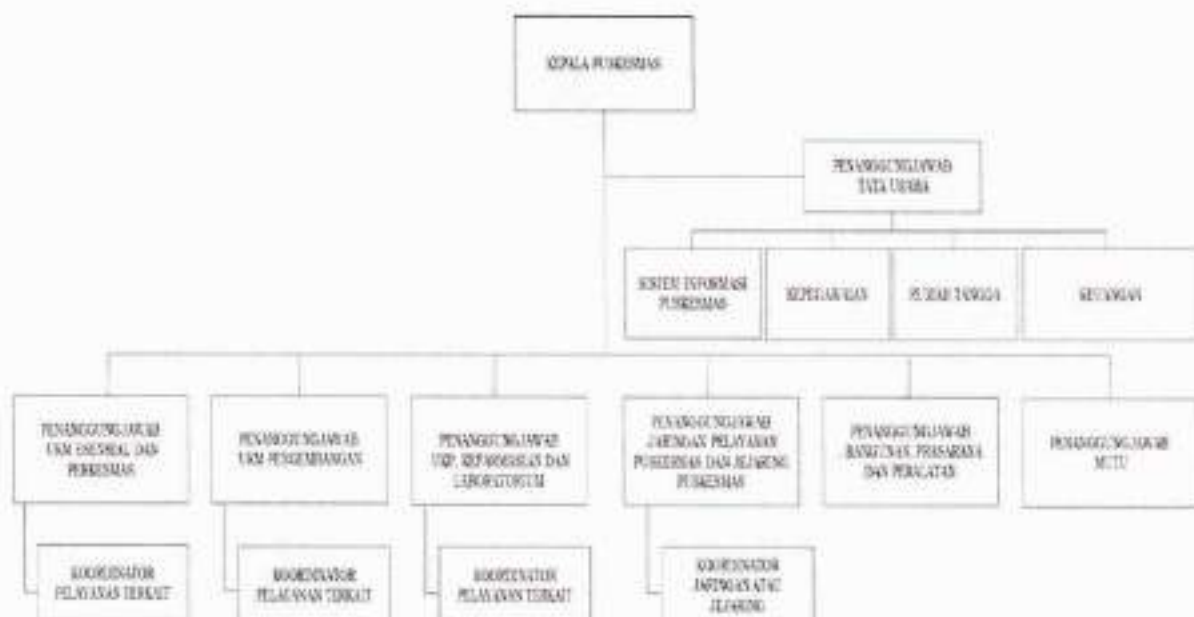 KEPALA PUSKESMAS
PENANGGUNGJAWAB
TATA USAHA
SISTEM INFORMASI
PUSKESMAS
KEPEGAWAIAN
RUMAH TANGGA
KEUANGAN
PENANGGUNGJAWAB
UKM ESENSIAL DAN
PERKESMAS
PENANGGUNGJAWAB
UKM PENGEMBANGAN
PENANGGUNGJAWAB
UKP, KEFARMASIAN DAN
LABORATORIUM
PENANGGUNGJAWAB
JARINGAN PELAYANAN
PUSKESMAS DAN JEJARING
PUSKESMAS
PENANGGUNGJAWAB
BANGUNAN, PRASARANA
DAN PERALATAN
PENANGGUNGJAWAB
MUTU
KOORDINATOR
PELAYANAN TERKAIT
KOORDINATOR
PELAYANAN TERKAIT
KOORDINATOR
PELAYANAN TERKAIT
KOORDINATOR
JARINGAN ATAU
JEJARING